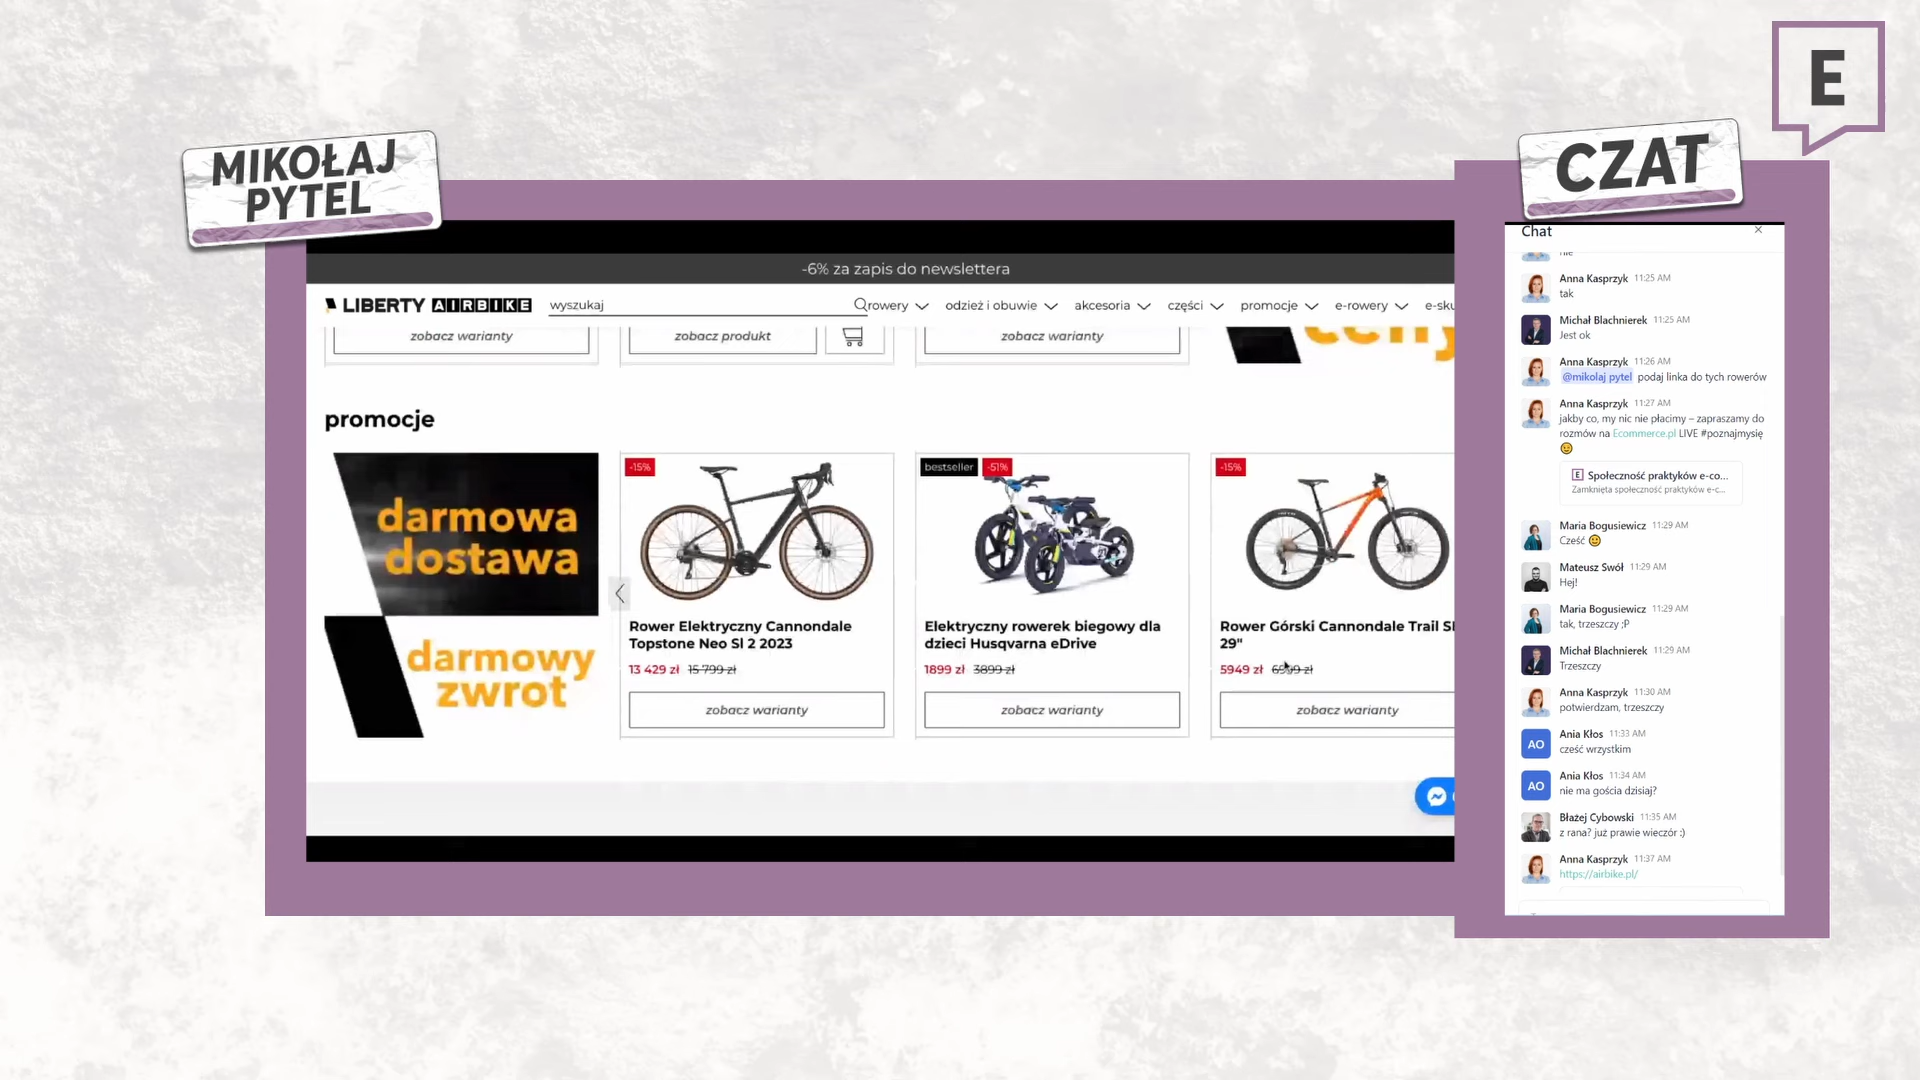 E
MIKOŁAJ
PYTEL
CZAT
-6% za zapis do newslettera
LIBERTY AIRBIKE
wyszukaj
rowery
odzież i obuwie
akcesoria
części
promocje
e-rowery
zobacz warianty
zobacz produkt
zobacz warianty
promocje
darmowa
dostawa
darmowy
zwrot
-15%
Rower Elektryczny Cannondale
Topstone Neo Sl 2 2023
13 429 zł 15 799 zł
zobacz warianty
bestseller -51%
Elektryczny rowerek biegowy dla
dzieci Husqvarna eDrive
1899 zł 3899 zł
zobacz warianty
-15%
Rower Górski Cannondale Trail
29"
5949 zł
zobacz warianty
Chat
Anna Kasprzyk 11:25 AM
tak
Michał Blachnierek 11:25 AM
Jest ok
Anna Kasprzyk 11:26 AM
@mikolaj pytel podaj linka do tych rowerów
Anna Kasprzyk 11:27 AM
jakby co, my nic nie płacimy – zapraszamy do
rozmów na Ecommerce.pl LIVE #poznajmysię
E Społeczność praktyków e-co...
Zamknięta społeczność praktyków e-c...
Maria Bogusiewicz 11:29 AM
Cześć
Mateusz Swół 11:29 AM
Hej!
Maria Bogusiewicz 11:29 AM
tak, trzeszczy ;P
Michał Blachnierek 11:29 AM
Trzeszczy
Anna Kasprzyk 11:30 AM
potwierdzam, trzeszczy
AO
Ania Kłos 11:33 AM
cześć wrzystkim
AO
Ania Kłos 11:34 AM
nie ma gościa dzisiaj?
Błażej Cybowski 11:35 AM
z rana? już prawie wieczór :)
Anna Kasprzyk 11:37 AM
https://airbike.pl/